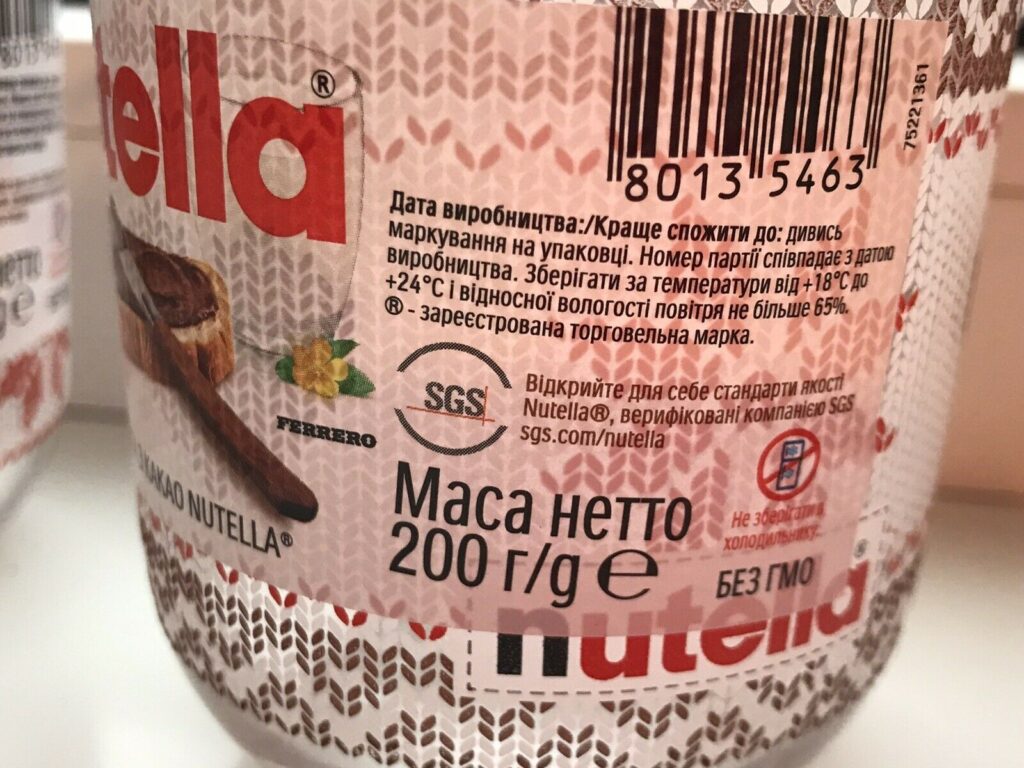 nutella®
FERRERO
КАКАО NUTELLA®
8013 5463
75221361
Дата виробництва:/Краще спожити до: дивись
маркування на упаковці. Номер партії співпадає з датою
виробництва. Зберігати за температури від +18°C до
+24°C і відносної вологості повітря не більше 65%.
® - зареєстрована торговельна марка.
SGS
Відкрийте для себе стандарти якості
Nutella®, верифіковані компанією SGS
sgs.com/nutella
Маса нетто
200 г/g ℮
Не зберігати в
холодильнику.
БЕЗ ГМО
nutella®